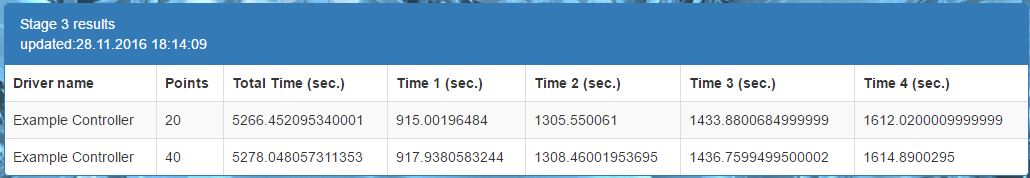 Stage 3 results
updated:28.11.2016 18:14:09
Driver name Points Total Time (sec.) Time 1 (sec.) Time 2 (sec.) Time 3 (sec.) Time 4 (sec.)
Example Controller 20 5266.452095340001 915.00196484 1305.550061 1433.8800684999999 1612.0200009999999
Example Controller 40 5278.048057311353 917.9380583244 1308.46001953695 1436.7599499500002 1614.8900295